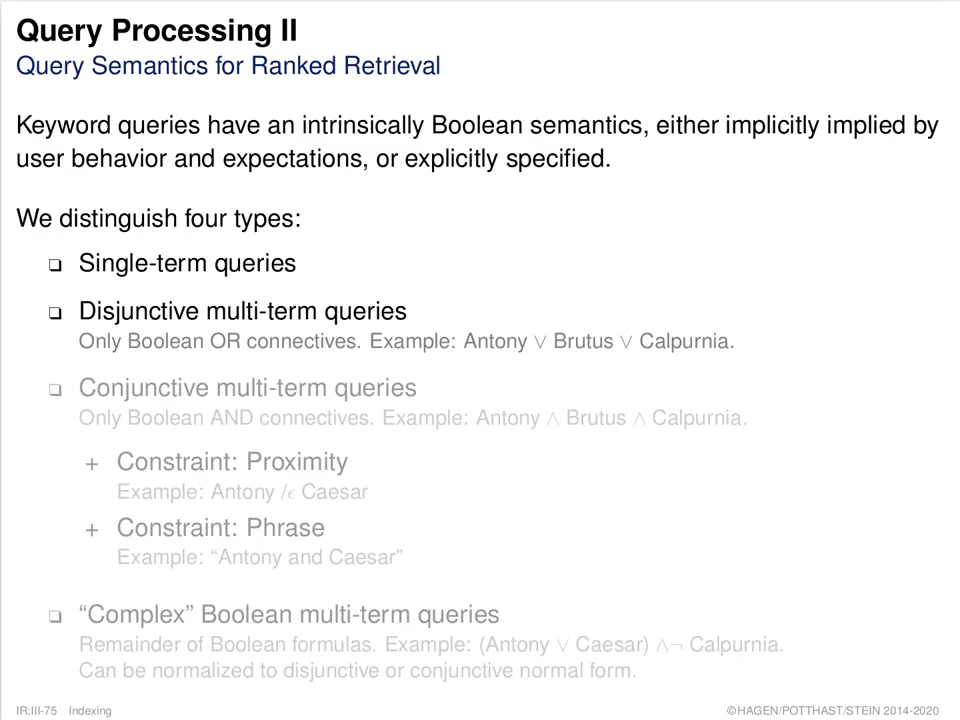 Query Processing II
Query Semantics for Ranked Retrieval
Keyword queries have an intrinsically Boolean semantics, either implicitly implied by
user behavior and expectations, or explicitly specified.
We distinguish four types:
❑ Single-term queries
❑ Disjunctive multi-term queries
Only Boolean OR connectives. Example: Antony ∨ Brutus ∨ Calpurnia.
❑ Conjunctive multi-term queries
Only Boolean AND connectives. Example: Antony ∧ Brutus ∧ Calpurnia.
+ Constraint: Proximity
Example: Antony /ϵ Caesar
+ Constraint: Phrase
Example: “Antony and Caesar”
❑ “Complex” Boolean multi-term queries
Remainder of Boolean formulas. Example: (Antony ∨ Caesar) ∧¬ Calpurnia.
Can be normalized to disjunctive or conjunctive normal form.
IR:III-75 Indexing ©HAGEN/POTTHAST/STEIN 2014-2020